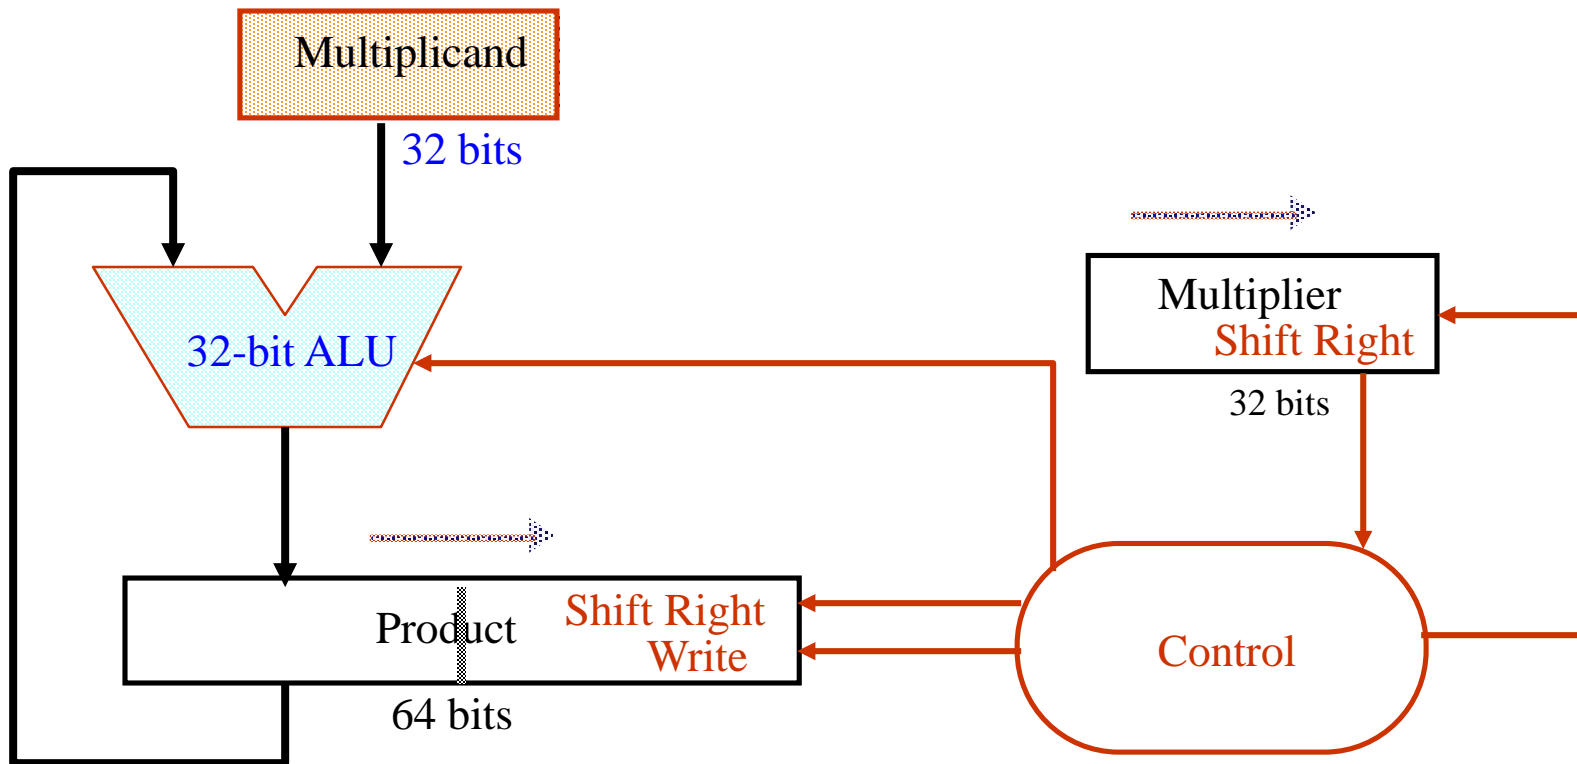 Multiplicand
32 bits
32-bit ALU
Multiplier
Shift Right
32 bits
Product
Shift Right
Write
64 bits
Control